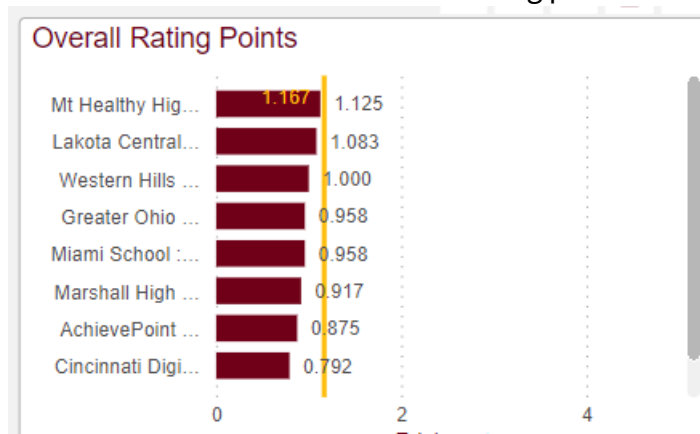 Overall Rating Points
Mt Healthy Hig... 1.167 1.125
Lakota Central... 1.083
Western Hills ... 1.000
Greater Ohio ... 0.958
Miami School :... 0.958
Marshall High ... 0.917
AchievePoint ... 0.875
Cincinnati Digi... 0.792
0 2 4